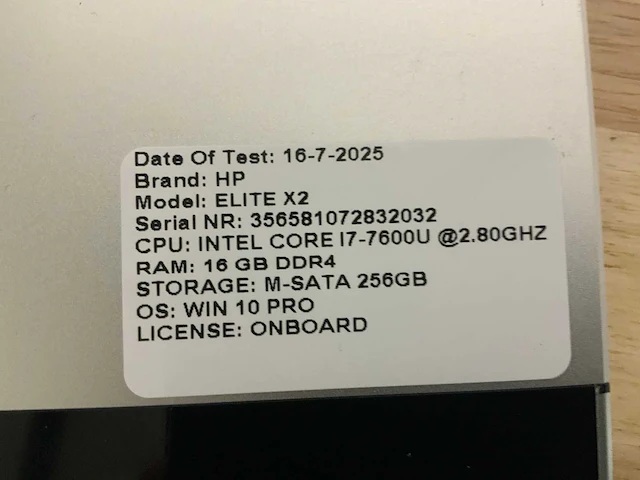 Date Of Test: 16-7-2025
Brand: HP
Model: ELITE X2
Serial NR: 356581072832032
CPU: INTEL CORE I7-7600U @2.80GHZ
RAM: 16 GB DDR4
STORAGE: M-SATA 256GB
OS: WIN 10 PRO
LICENSE: ONBOARD